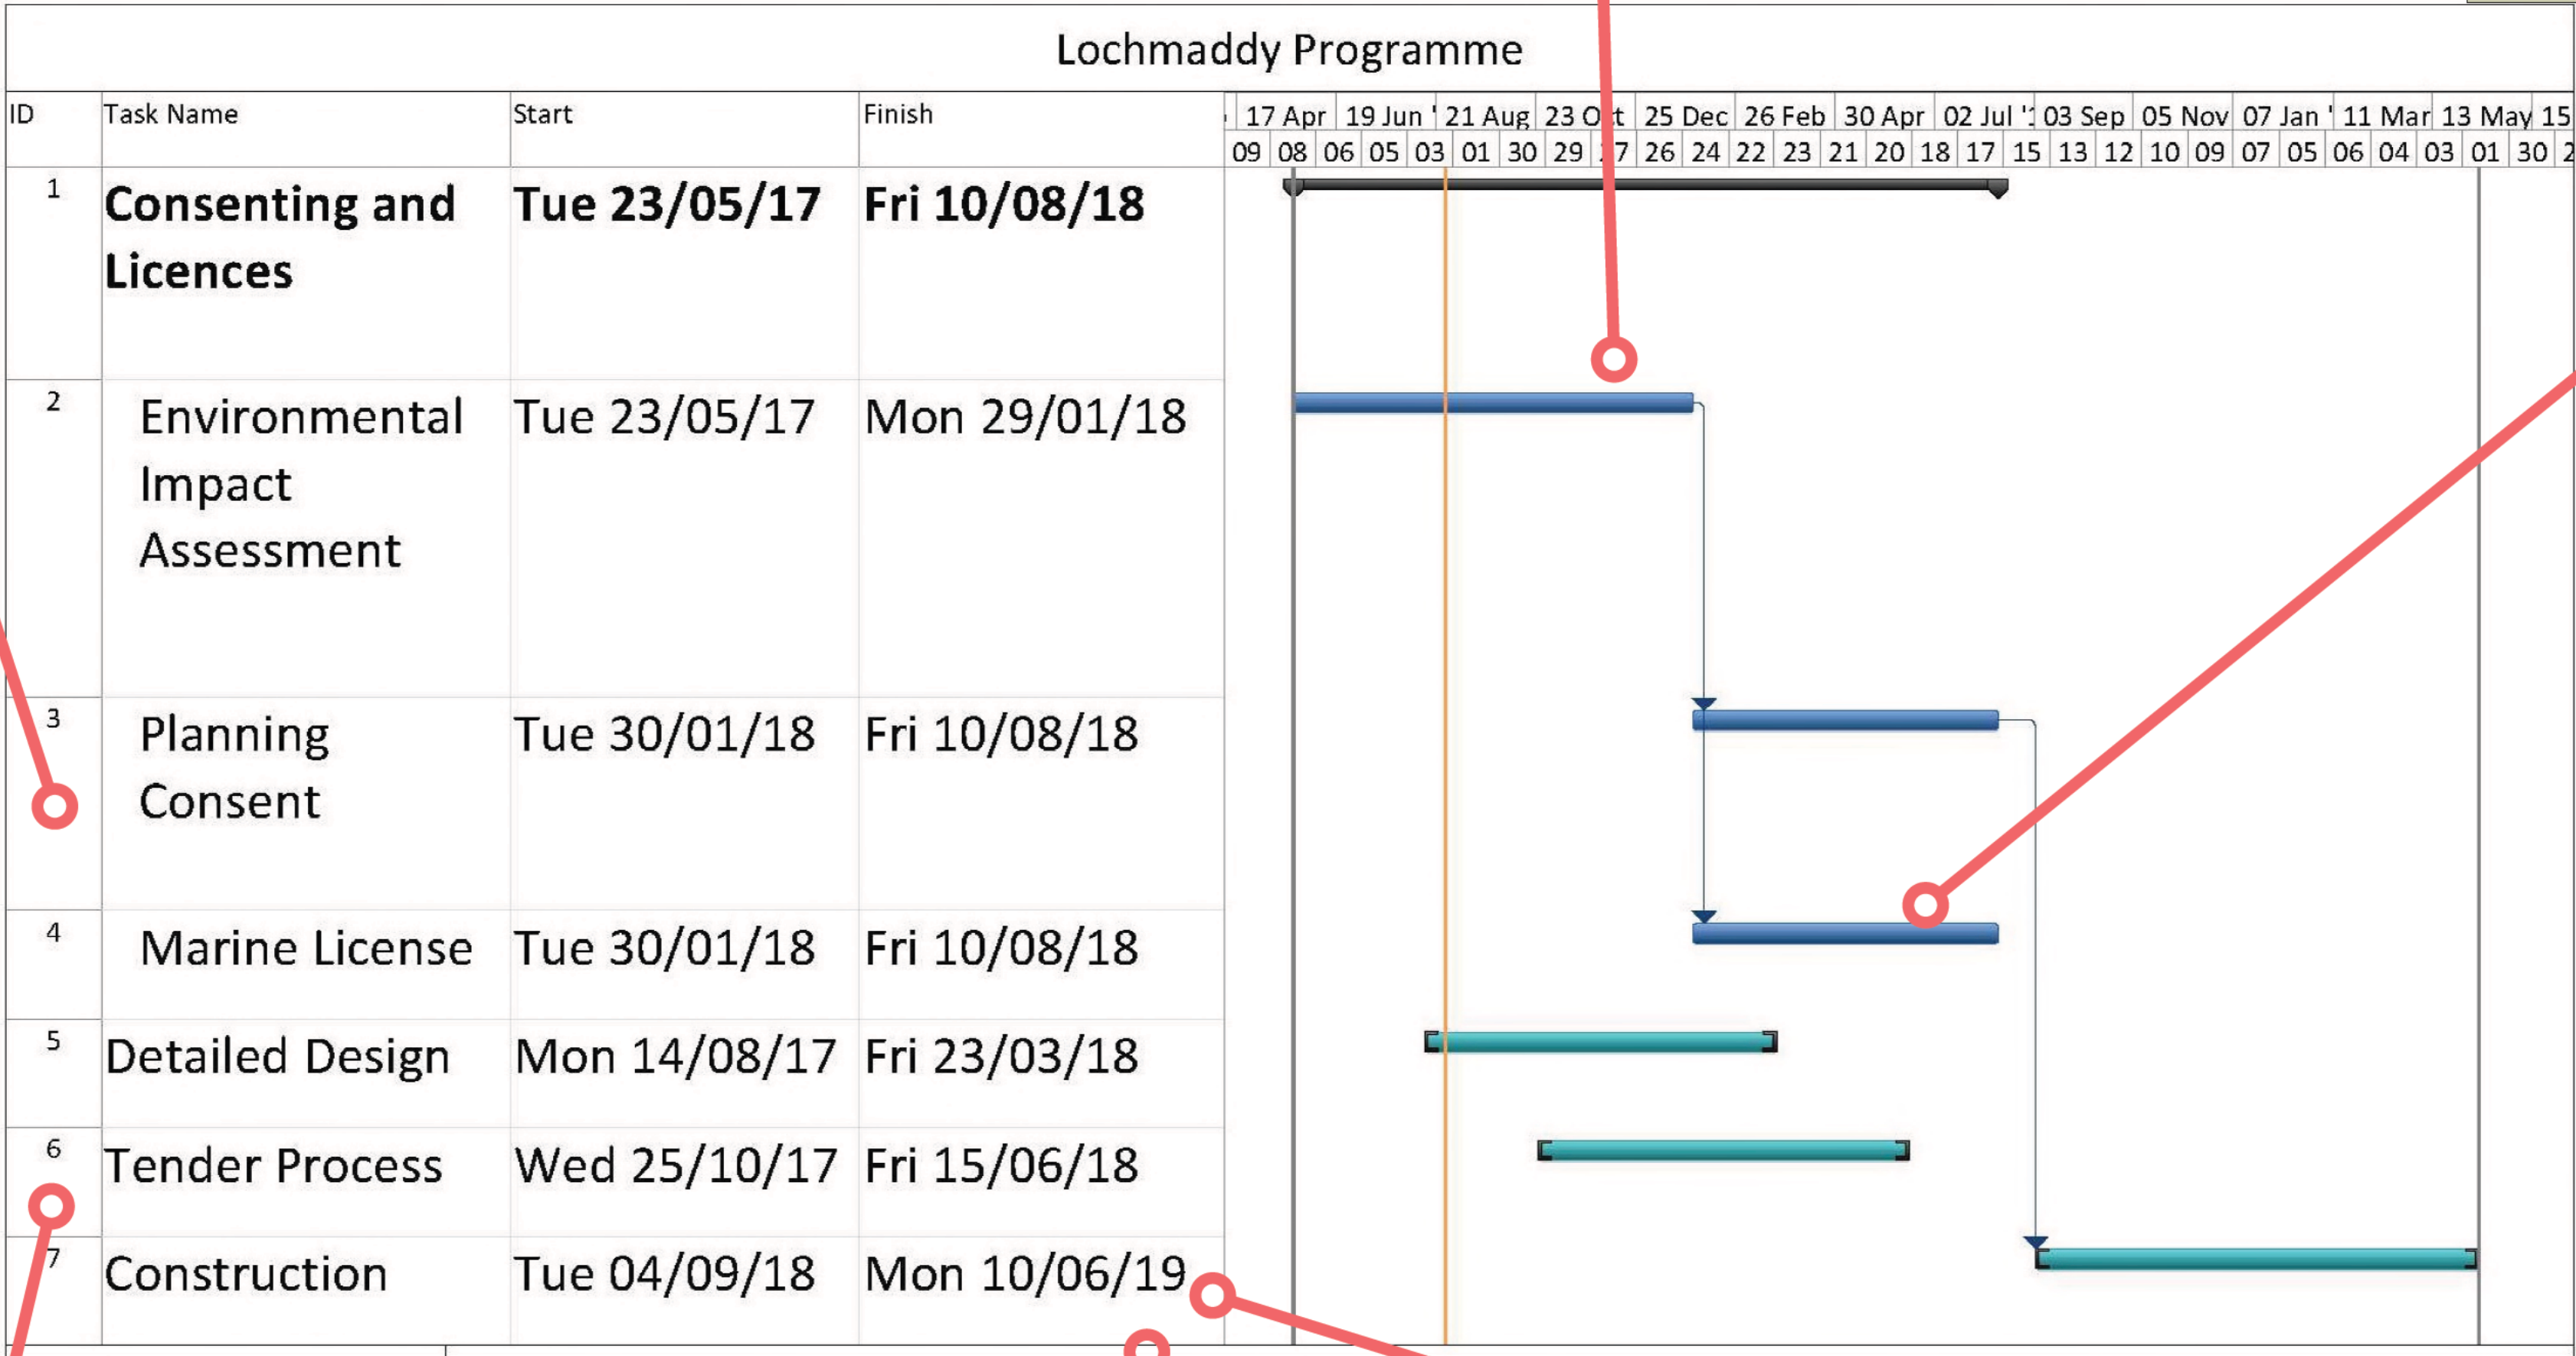 Lochmaddy Programme
ID Task Name Start Finish 17 Apr 19 Jun ' 21 Aug 23 Oct 25 Dec 26 Feb 30 Apr 02 Jul '1 03 Sep 05 Nov 07 Jan ' 11 Mar 13 May 15
09 08 06 05 03 01 30 29 27 26 24 22 23 21 20 18 17 15 13 12 10 09 07 05 06 04 03 01 30 2
1 Consenting and Tue 23/05/17 Fri 10/08/18
Licences
2 Environmental Tue 23/05/17 Mon 29/01/18
Impact
Assessment
3 Planning Tue 30/01/18 Fri 10/08/18
Consent
4 Marine License Tue 30/01/18 Fri 10/08/18
5 Detailed Design Mon 14/08/17 Fri 23/03/18
6 Tender Process Wed 25/10/17 Fri 15/06/18
7 Construction Tue 04/09/18 Mon 10/06/19